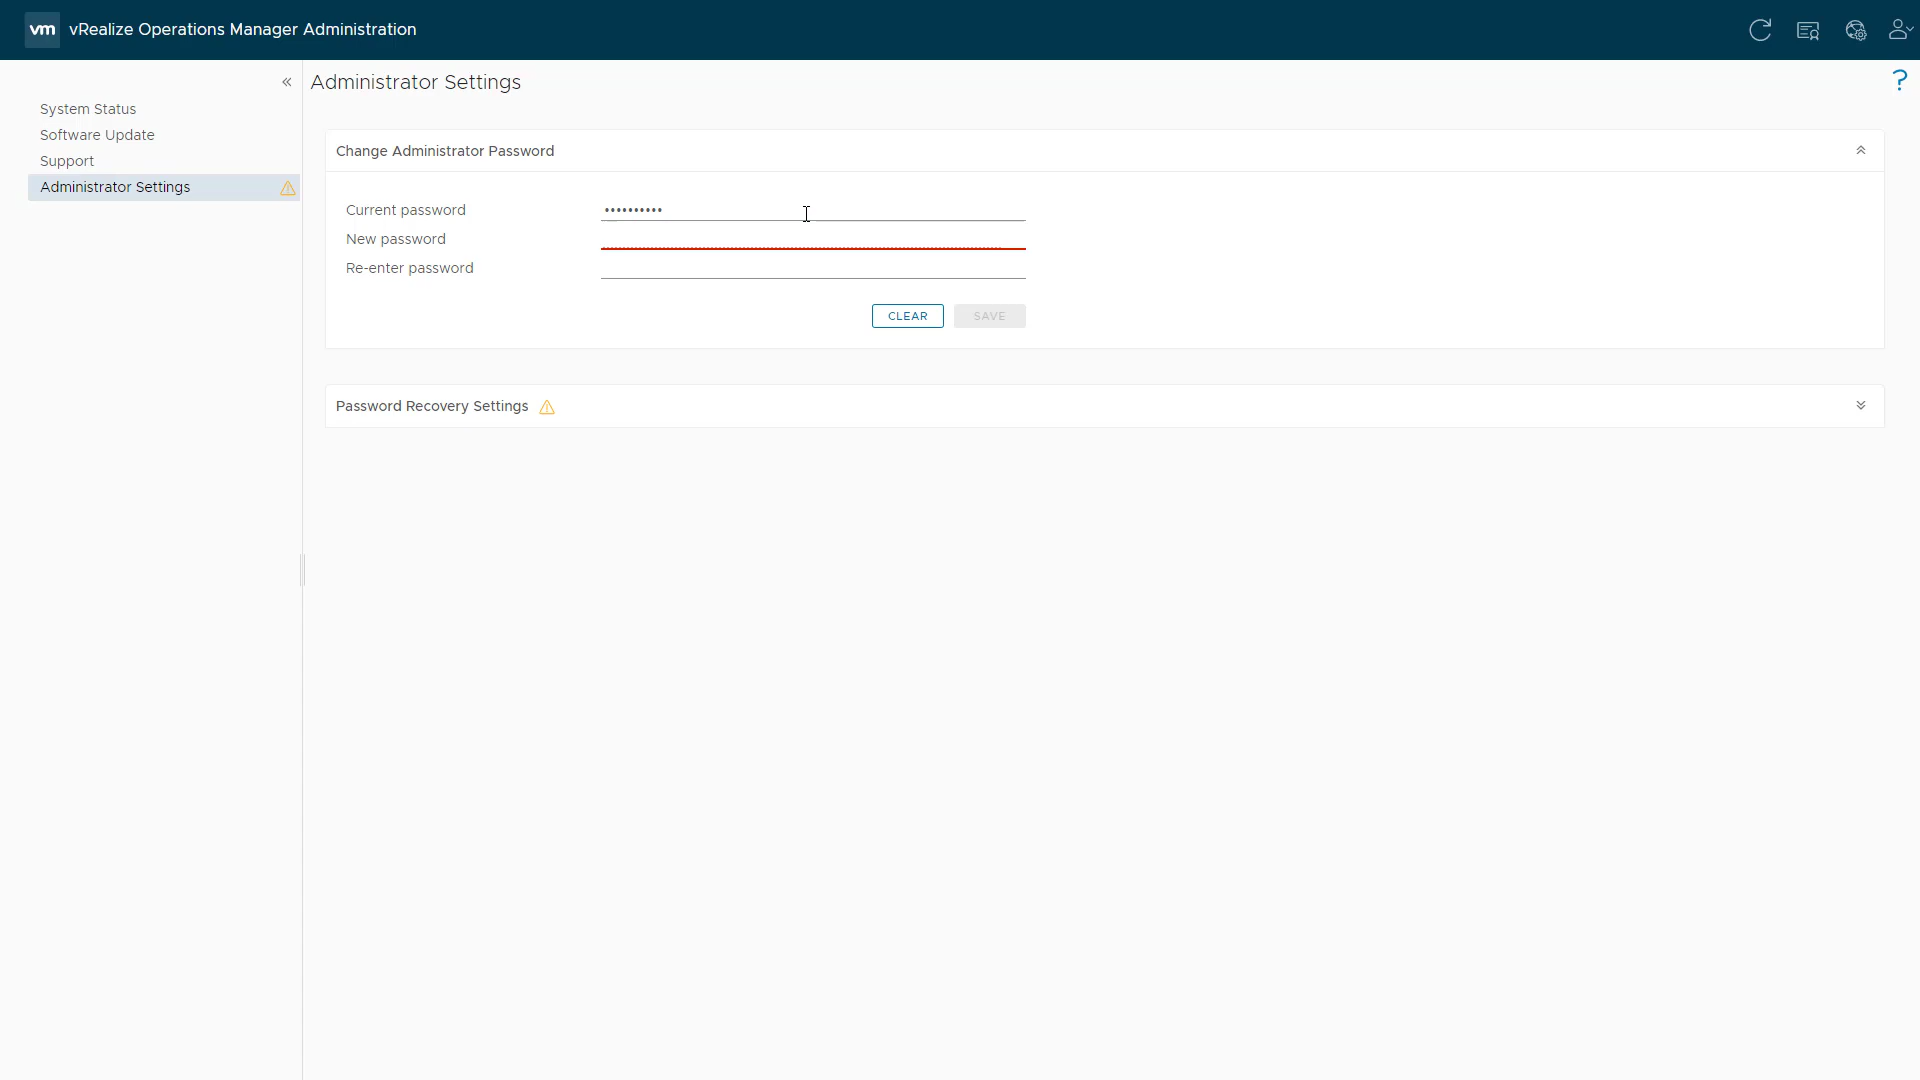 vm vRealize Operations Manager Administration
Administrator Settings
?
System Status
Software Update
Support
Administrator Settings
Change Administrator Password
Current password ••••••••••
New password
Re-enter password
CLEAR SAVE
Password Recovery Settings